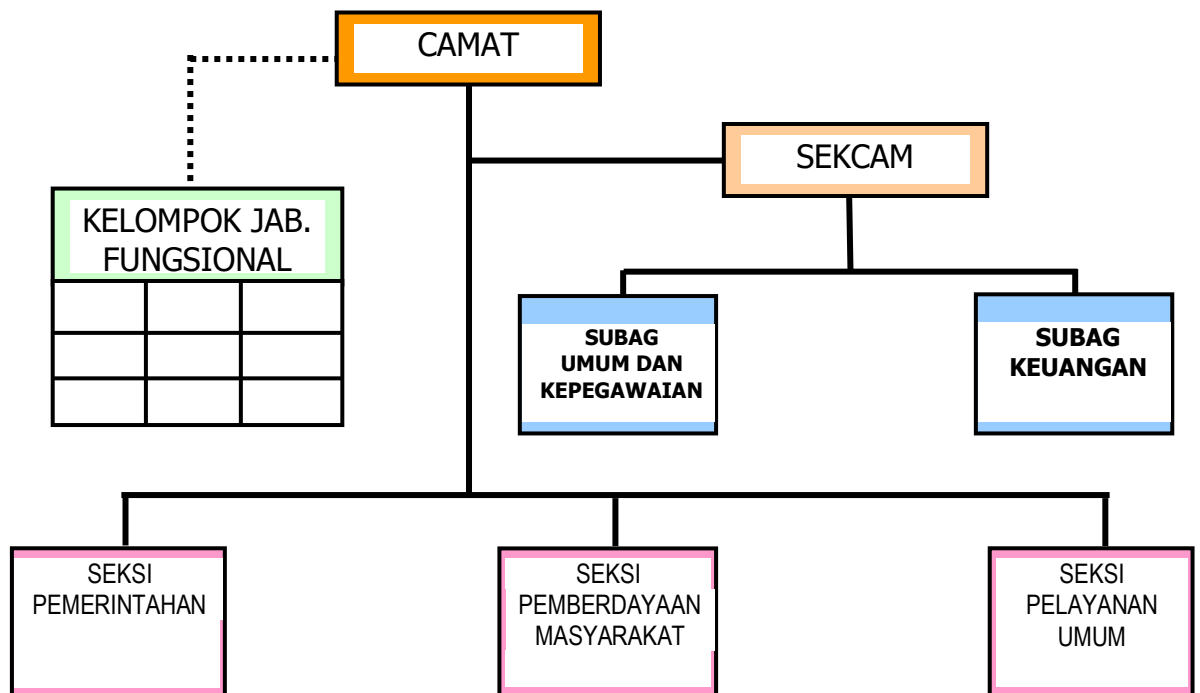 CAMAT
SEKCAM
KELOMPOK JAB.
FUNGSIONAL
SUBAG
UMUM DAN
KEPEGAWAIAN
SUBAG
KEUANGAN
SEKSI
PEMERINTAHAN
SEKSI
PEMBERDAYAAN
MASYARAKAT
SEKSI
PELAYANAN
UMUM